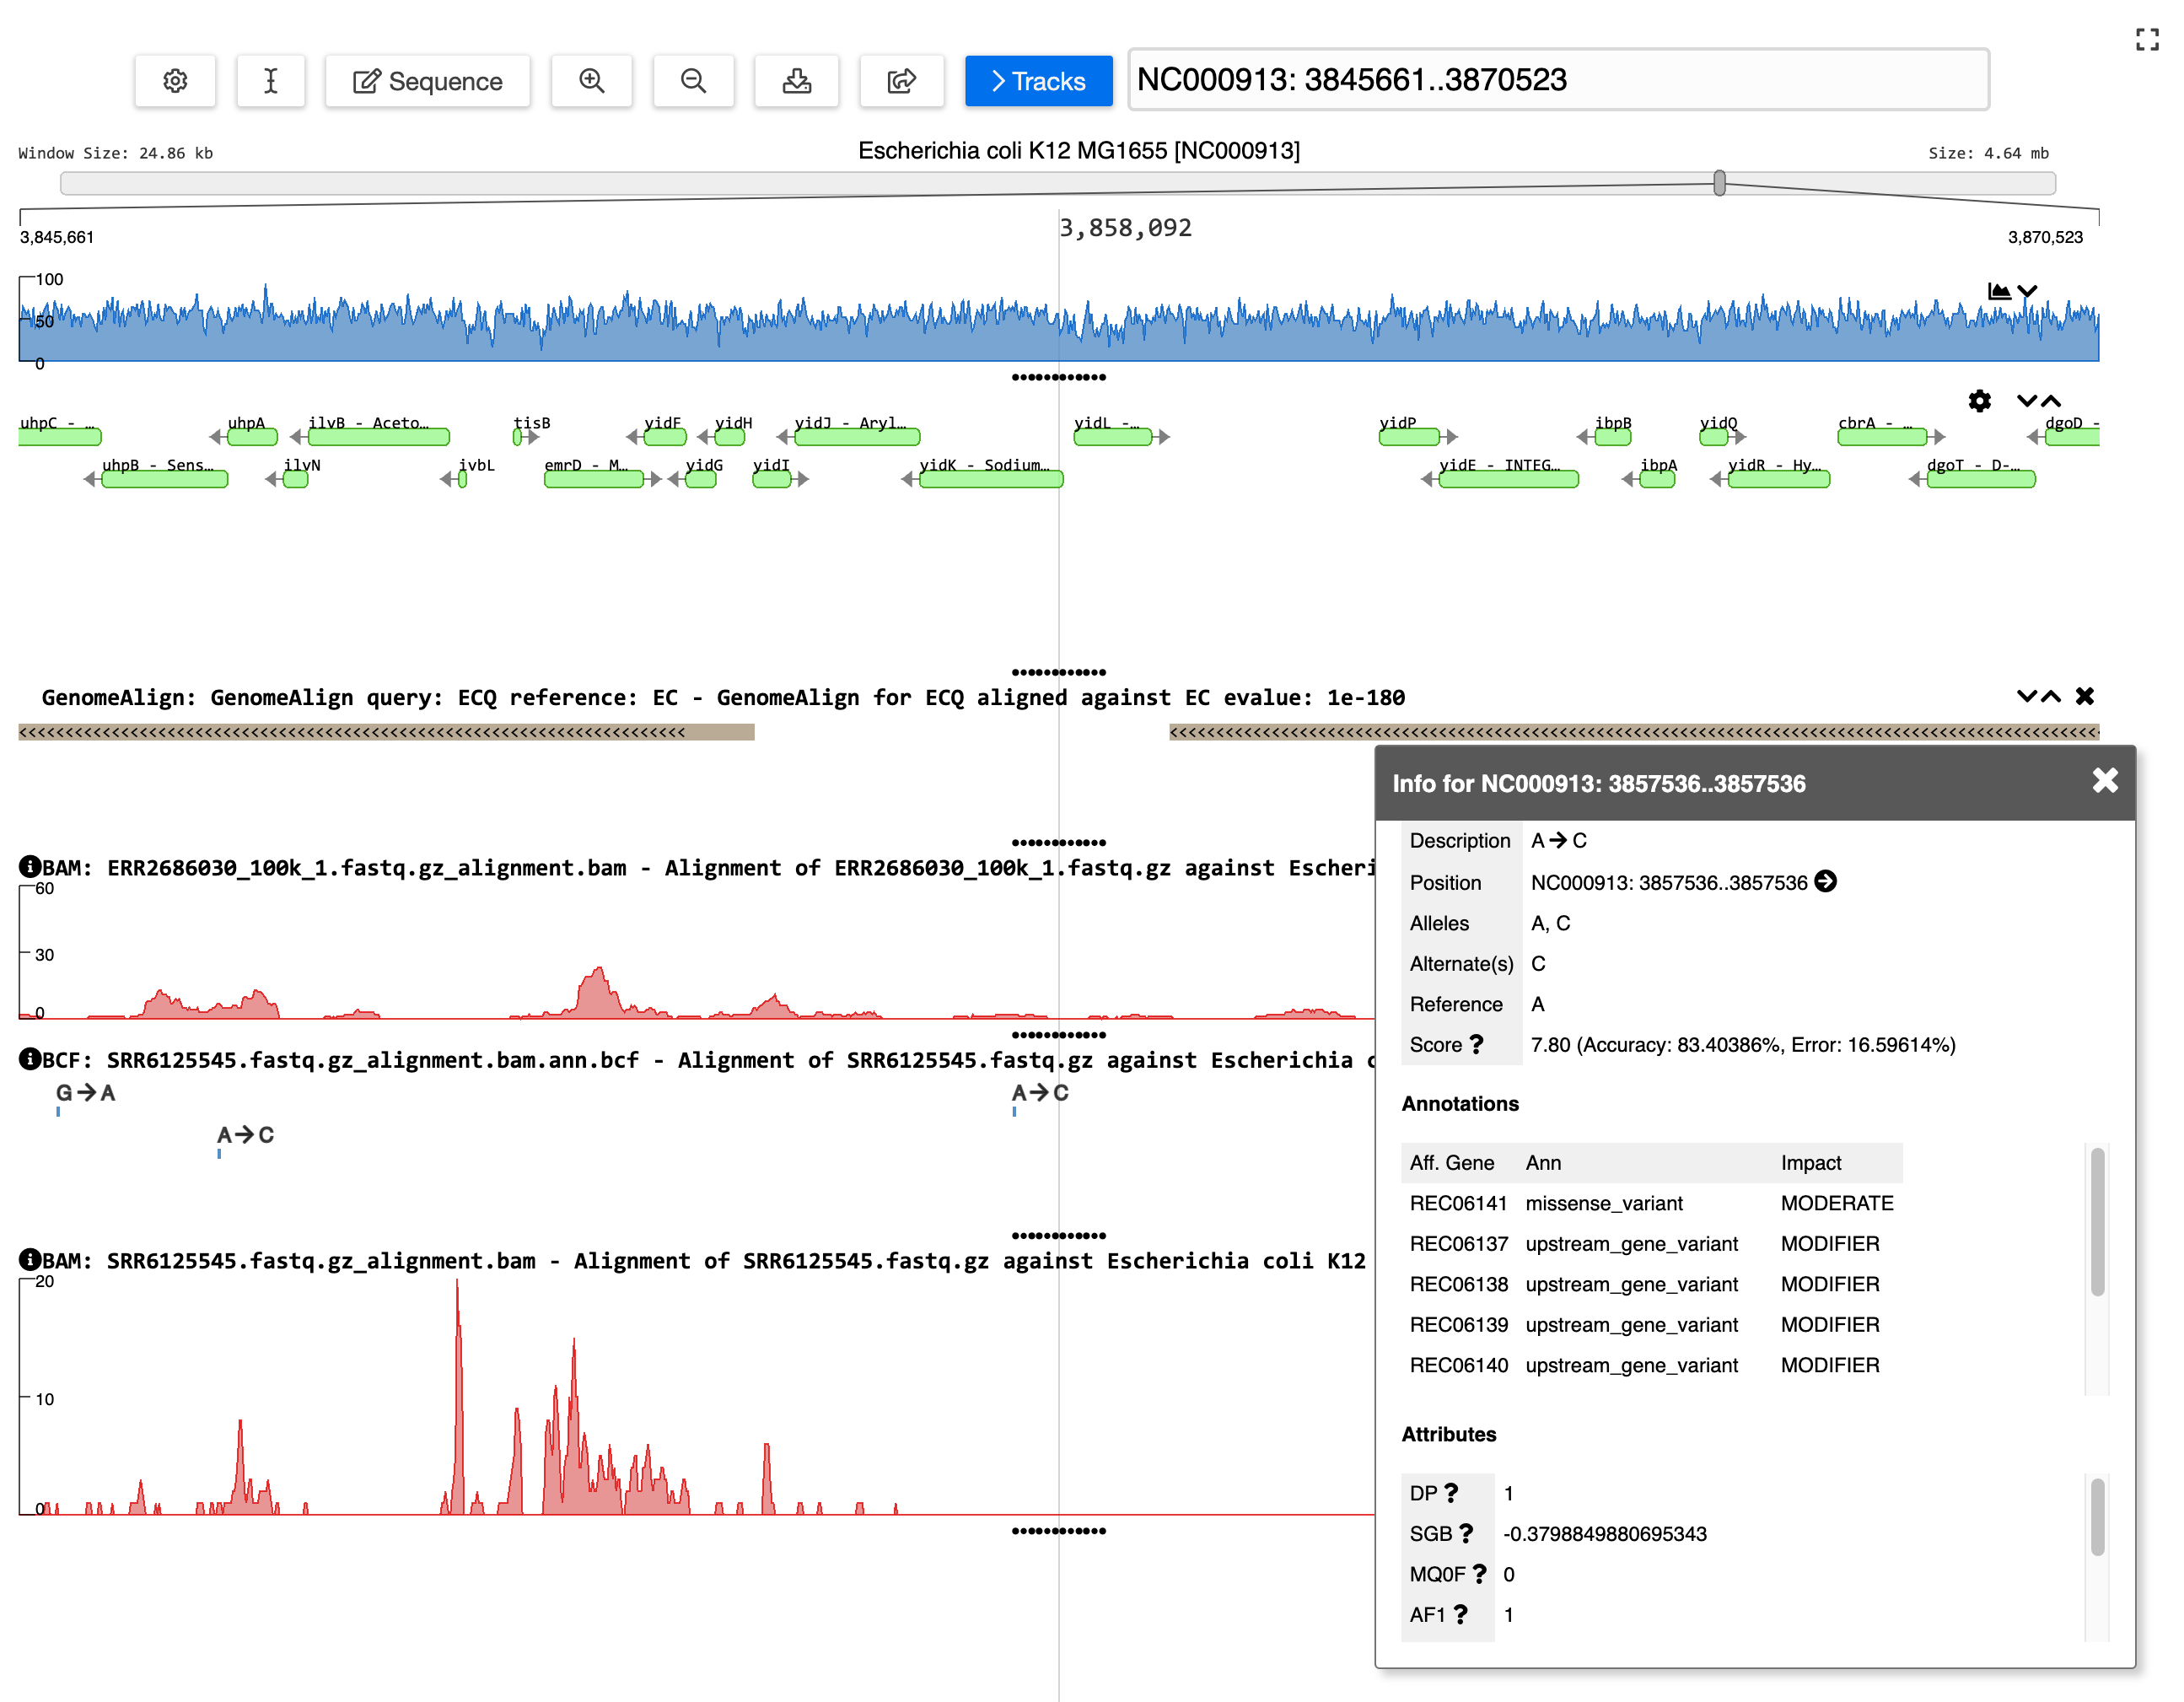 Sequence
Tracks
NC000913: 3845661..3870523
Window Size: 24.86 kb
Escherichia coli K12 MG1655 [NC000913]
Size: 4.64 mb
3,845,661
3,858,092
3,870,523
100
50
0
uhpC - …
uhpA
ilvB - Aceto…
tisB
yidF
yidH
yidJ - Aryl…
yidL -…
yidP
ibpB
yidQ
cbrA - …
dgoD -
uhpB - Sens…
ilvN
ivbL
emrD - M…
yidG
yidI
yidK - Sodium…
yidE - INTEG…
ibpA
yidR - Hy…
dgoT - D-…
GenomeAlign: GenomeAlign query: ECQ reference: EC - GenomeAlign for ECQ aligned against EC evalue: 1e-180
BAM: ERR2686030_100k_1.fastq.gz_alignment.bam - Alignment of ERR2686030_100k_1.fastq.gz against Escheri
60
30
0
BCF: SRR6125545.fastq.gz_alignment.bam.ann.bcf - Alignment of SRR6125545.fastq.gz against Escherichia c
G→A
A→C
A→C
BAM: SRR6125545.fastq.gz_alignment.bam - Alignment of SRR6125545.fastq.gz against Escherichia coli K12
20
10
0
Info for NC000913: 3857536..3857536
Description A→C
Position NC000913: 3857536..3857536
Alleles A, C
Alternate(s) C
Reference A
Score ? 7.80 (Accuracy: 83.40386%, Error: 16.59614%)
Annotations
Aff. Gene Ann Impact
REC06141 missense_variant MODERATE
REC06137 upstream_gene_variant MODIFIER
REC06138 upstream_gene_variant MODIFIER
REC06139 upstream_gene_variant MODIFIER
REC06140 upstream_gene_variant MODIFIER
Attributes
DP ? 1
SGB ? -0.3798849880695343
MQ0F ? 0
AF1 ? 1